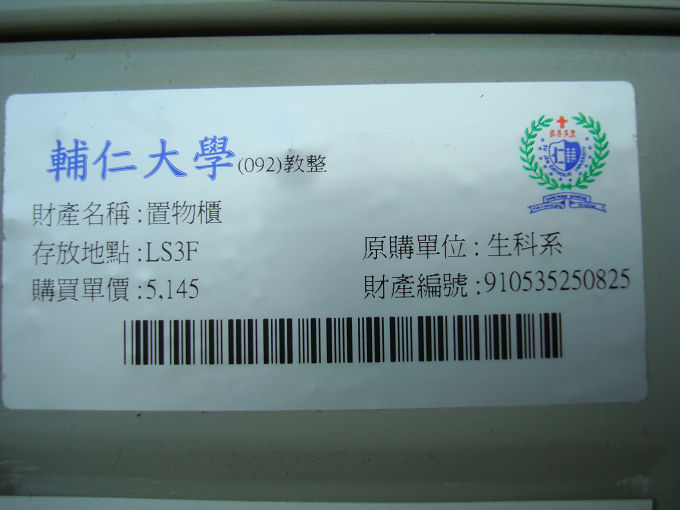 輔仁大學(092)教整
財產名稱:置物櫃
存放地點:LS3F
原購單位:生科系
購買單價:5,145
財產編號:910535250825